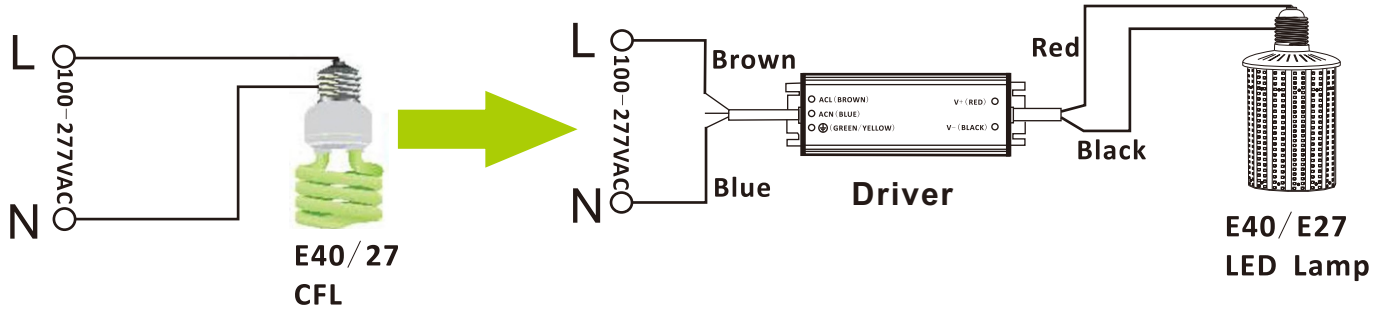 L
100-277VAC
N
E40/27
CFL
L
100-277VAC
N
Brown
Blue
ACL(BROWN)
ACN(BLUE)
(GREEN/YELLOW)
V+(RED)
V-(BLACK)
Driver
Red
Black
E40/E27
LED Lamp